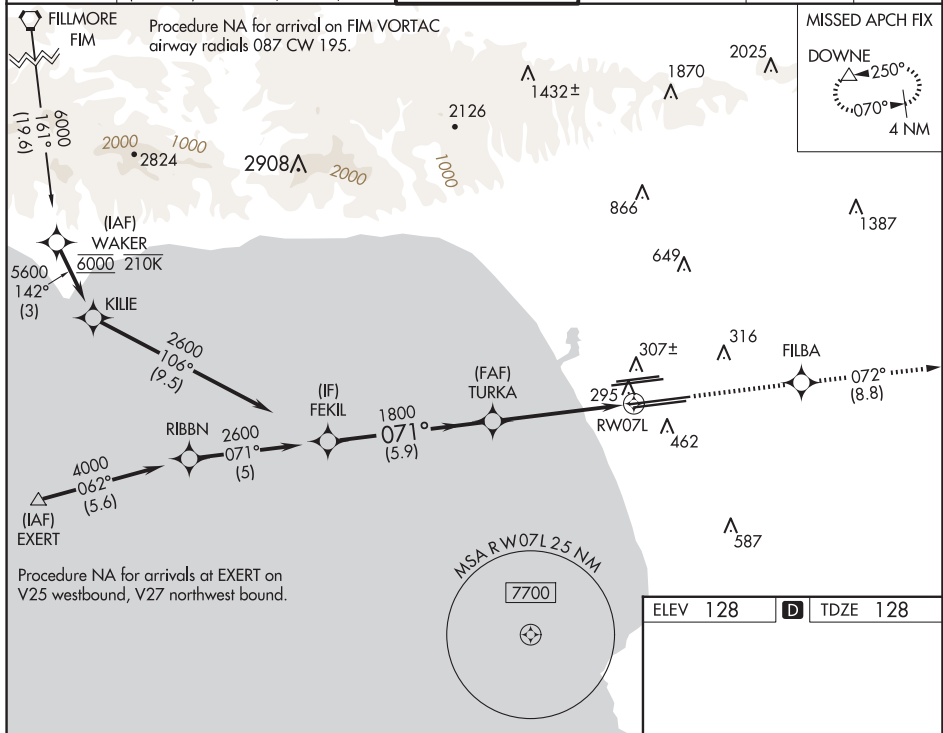 FILLMORE
FIM
Procedure NA for arrival on FIM VORTAC
airway radials 087 CW 195.
MISSED APCH FIX
DOWNE
250°
070°
4 NM
2025
1870
1432±
2126
6000
161°
(19.6)
2000
1000
2824
2908
2000
1000
866
1387
649
(IAF)
WAKER
6000 210K
5600
142°
(3)
KILIE
2600
106°
(9.5)
307±
316
FILBA
295
072°
(8.8)
RW07L
462
(FAF)
TURKA
(IF)
FEKIL
1800
071°
(5.9)
RIBBN
2600
071°
(5)
4000
062°
(5.6)
(IAF)
EXERT
587
Procedure NA for arrivals at EXERT on
V25 westbound, V27 northwest bound.
MSA RW07L 25 NM
7700
ELEV 128 D TDZE 128